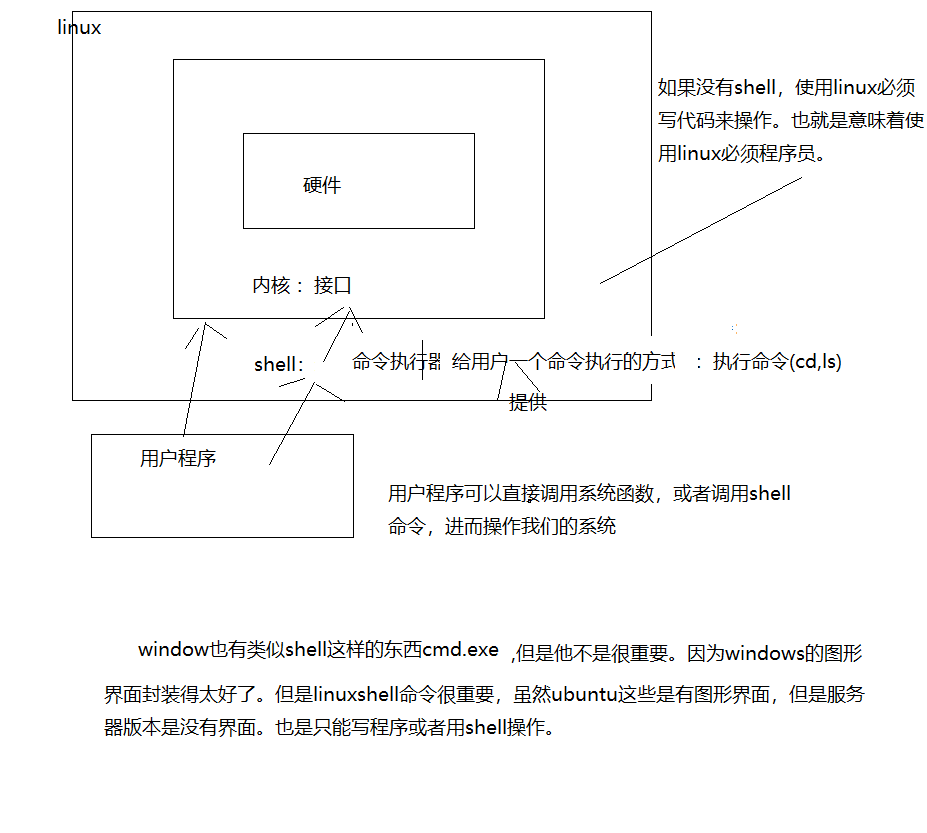 linux
如果没有shell，使用linux必须
写代码来操作。也就是意味着使
用linux必须程序员。
硬件
内核 ：接口
shell： 命令执行器 给用户一个命令执行的方式 ：执行命令(cd,ls)
提供
用户程序
用户程序可以直接调用系统函数，或者调用shell
命令，进而操作我们的系统
window也有类似shell这样的东西cmd.exe ,但是他不是很重要。因为windows的图形
界面封装得太好了。但是linuxshell命令很重要，虽然ubuntu这些是有图形界面，但是服务
器版本是没有界面。也是只能写程序或者用shell操作。